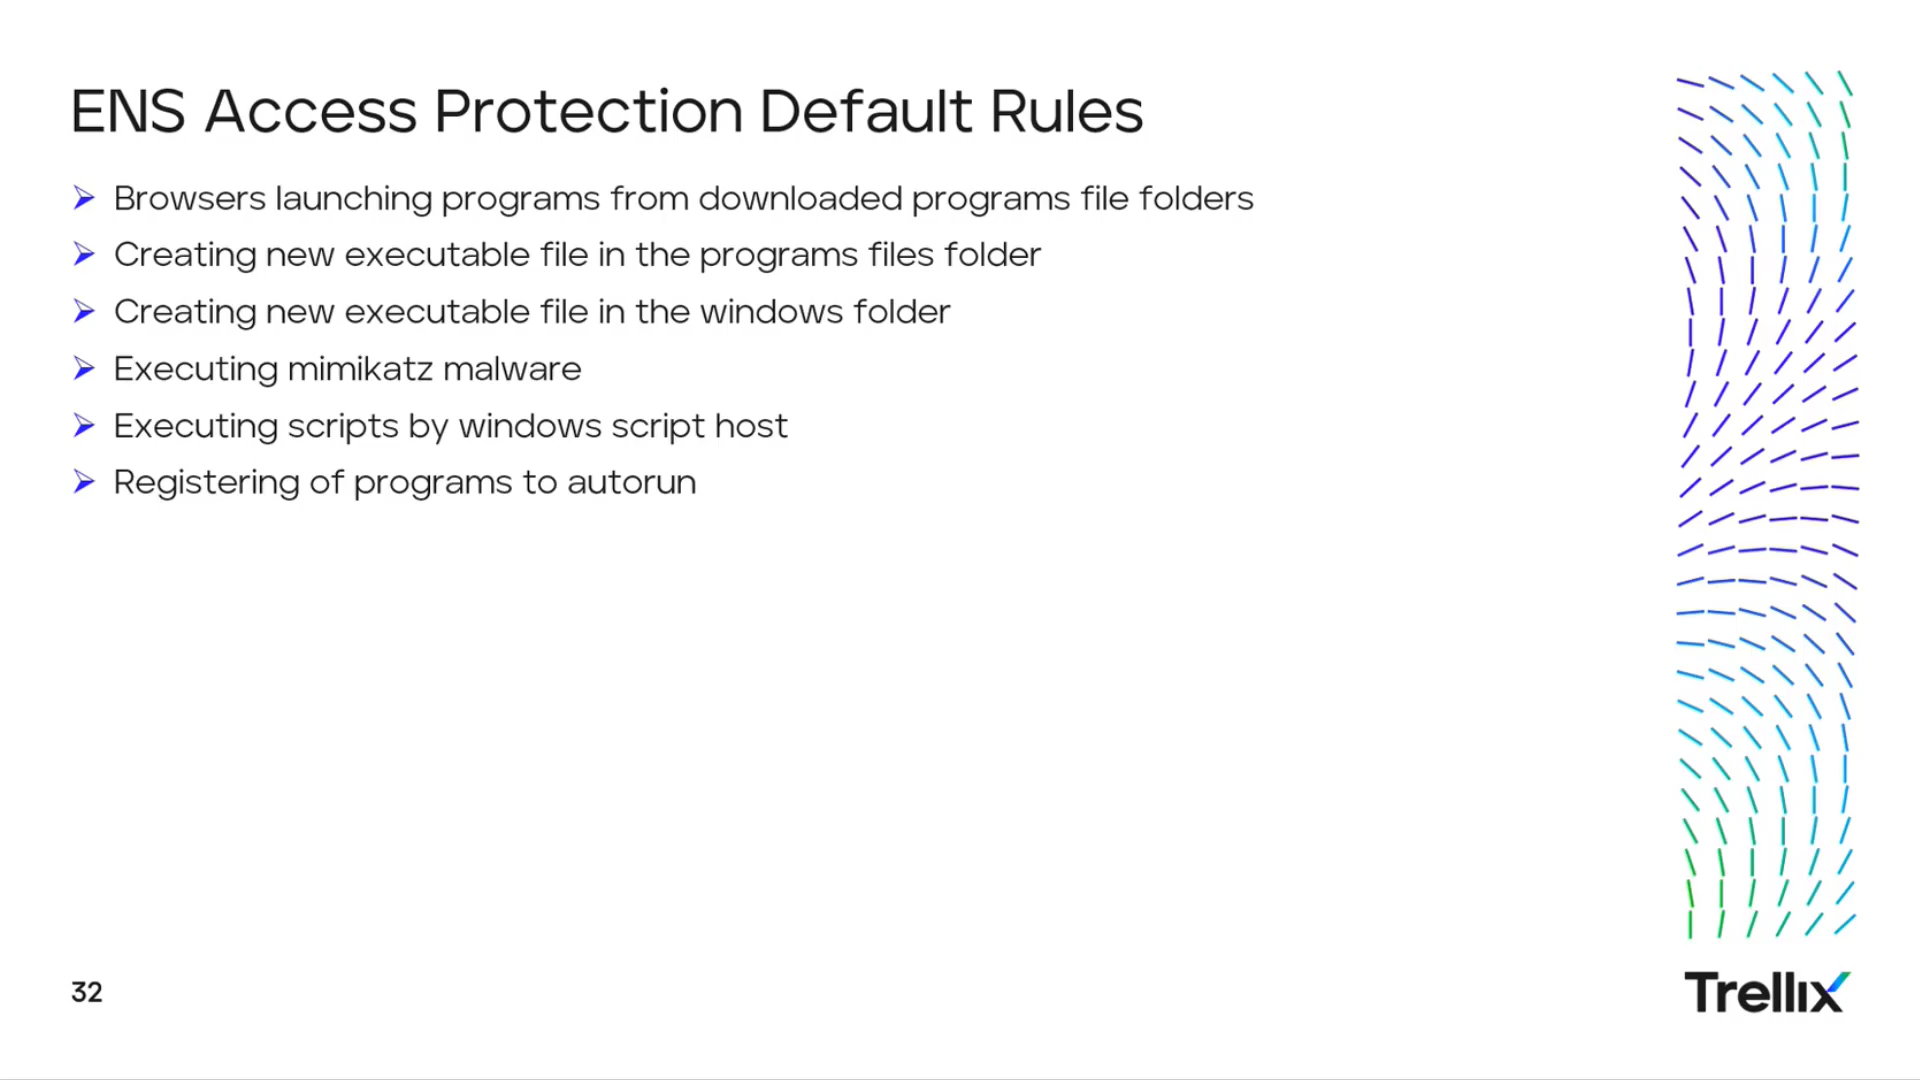 ENS Access Protection Default Rules
Browsers launching programs from downloaded programs file folders
Creating new executable file in the programs files folder
Creating new executable file in the windows folder
Executing mimikatz malware
Executing scripts by windows script host
Registering of programs to autorun
32
Trellix